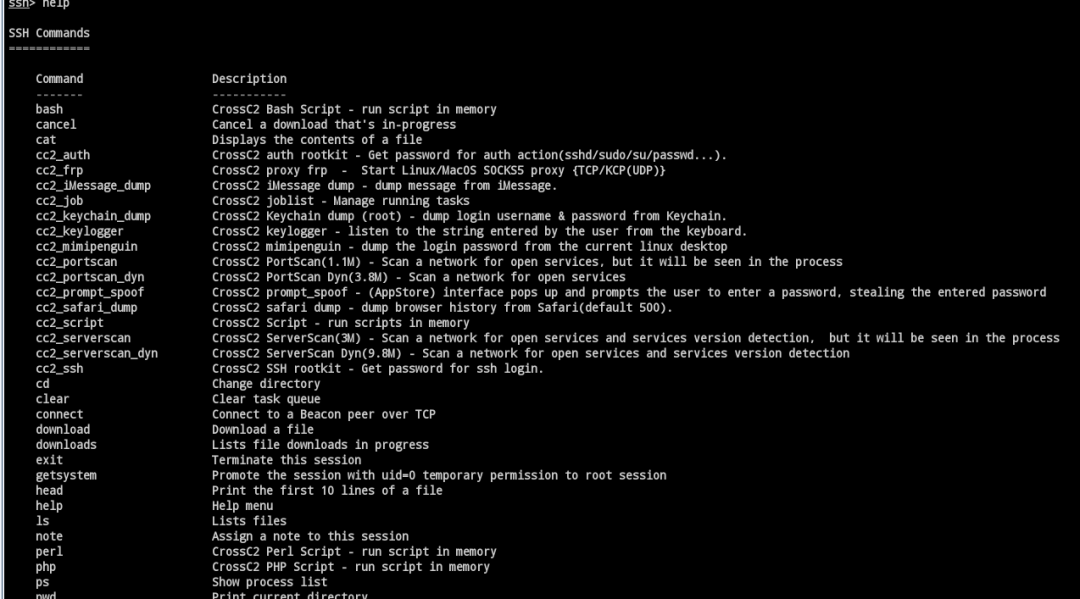 ssh> help
SSH Commands
============
Command Description
------- -----------
bash CrossC2 Bash Script - run script in memory
cancel Cancel a download that's in-progress
cat Displays the contents of a file
cc2_auth CrossC2 auth rootkit - Get password for auth action(sshd/sudo/su/passwd...).
cc2_frp CrossC2 proxy frp  -  Start Linux/MacOS SOCKS5 proxy {TCP/KCP(UDP)}
cc2_iMessage_dump CrossC2 iMessage dump - dump message from iMessage.
cc2_job CrossC2 joblist - Manage running tasks
cc2_keychain_dump CrossC2 Keychain dump (root) - dump login username & password from Keychain.
cc2_keylogger CrossC2 keylogger - listen to the string entered by the user from the keyboard.
cc2_mimipenguin CrossC2 mimipenguin - dump the login password from the current linux desktop
cc2_portscan CrossC2 PortScan(1.1M) - Scan a network for open services, but it will be seen in the process
cc2_portscan_dyn CrossC2 PortScan Dyn(3.8M) - Scan a network for open services
cc2_prompt_spoof CrossC2 prompt_spoof - (AppStore) interface pops up and prompts the user to enter a password, stealing the entered password
cc2_safari_dump CrossC2 safari dump - dump browser history from Safari(default 500).
cc2_script CrossC2 Script - run scripts in memory
cc2_serverscan CrossC2 ServerScan(3M) - Scan a network for open services and services version detection,  but it will be seen in the process
cc2_serverscan_dyn CrossC2 ServerScan Dyn(9.8M) - Scan a network for open services and services version detection
cc2_ssh CrossC2 SSH rootkit - Get password for ssh login.
cd Change directory
clear Clear task queue
connect Connect to a Beacon peer over TCP
download Download a file
downloads Lists file downloads in progress
exit Terminate this session
getsystem Promote the session with uid=0 temporary permission to root session
head Print the first 10 lines of a file
help Help menu
ls Lists files
note Assign a note to this session
perl CrossC2 Perl Script - run script in memory
php CrossC2 PHP Script - run script in memory
ps Show process list
pwd Print current directory